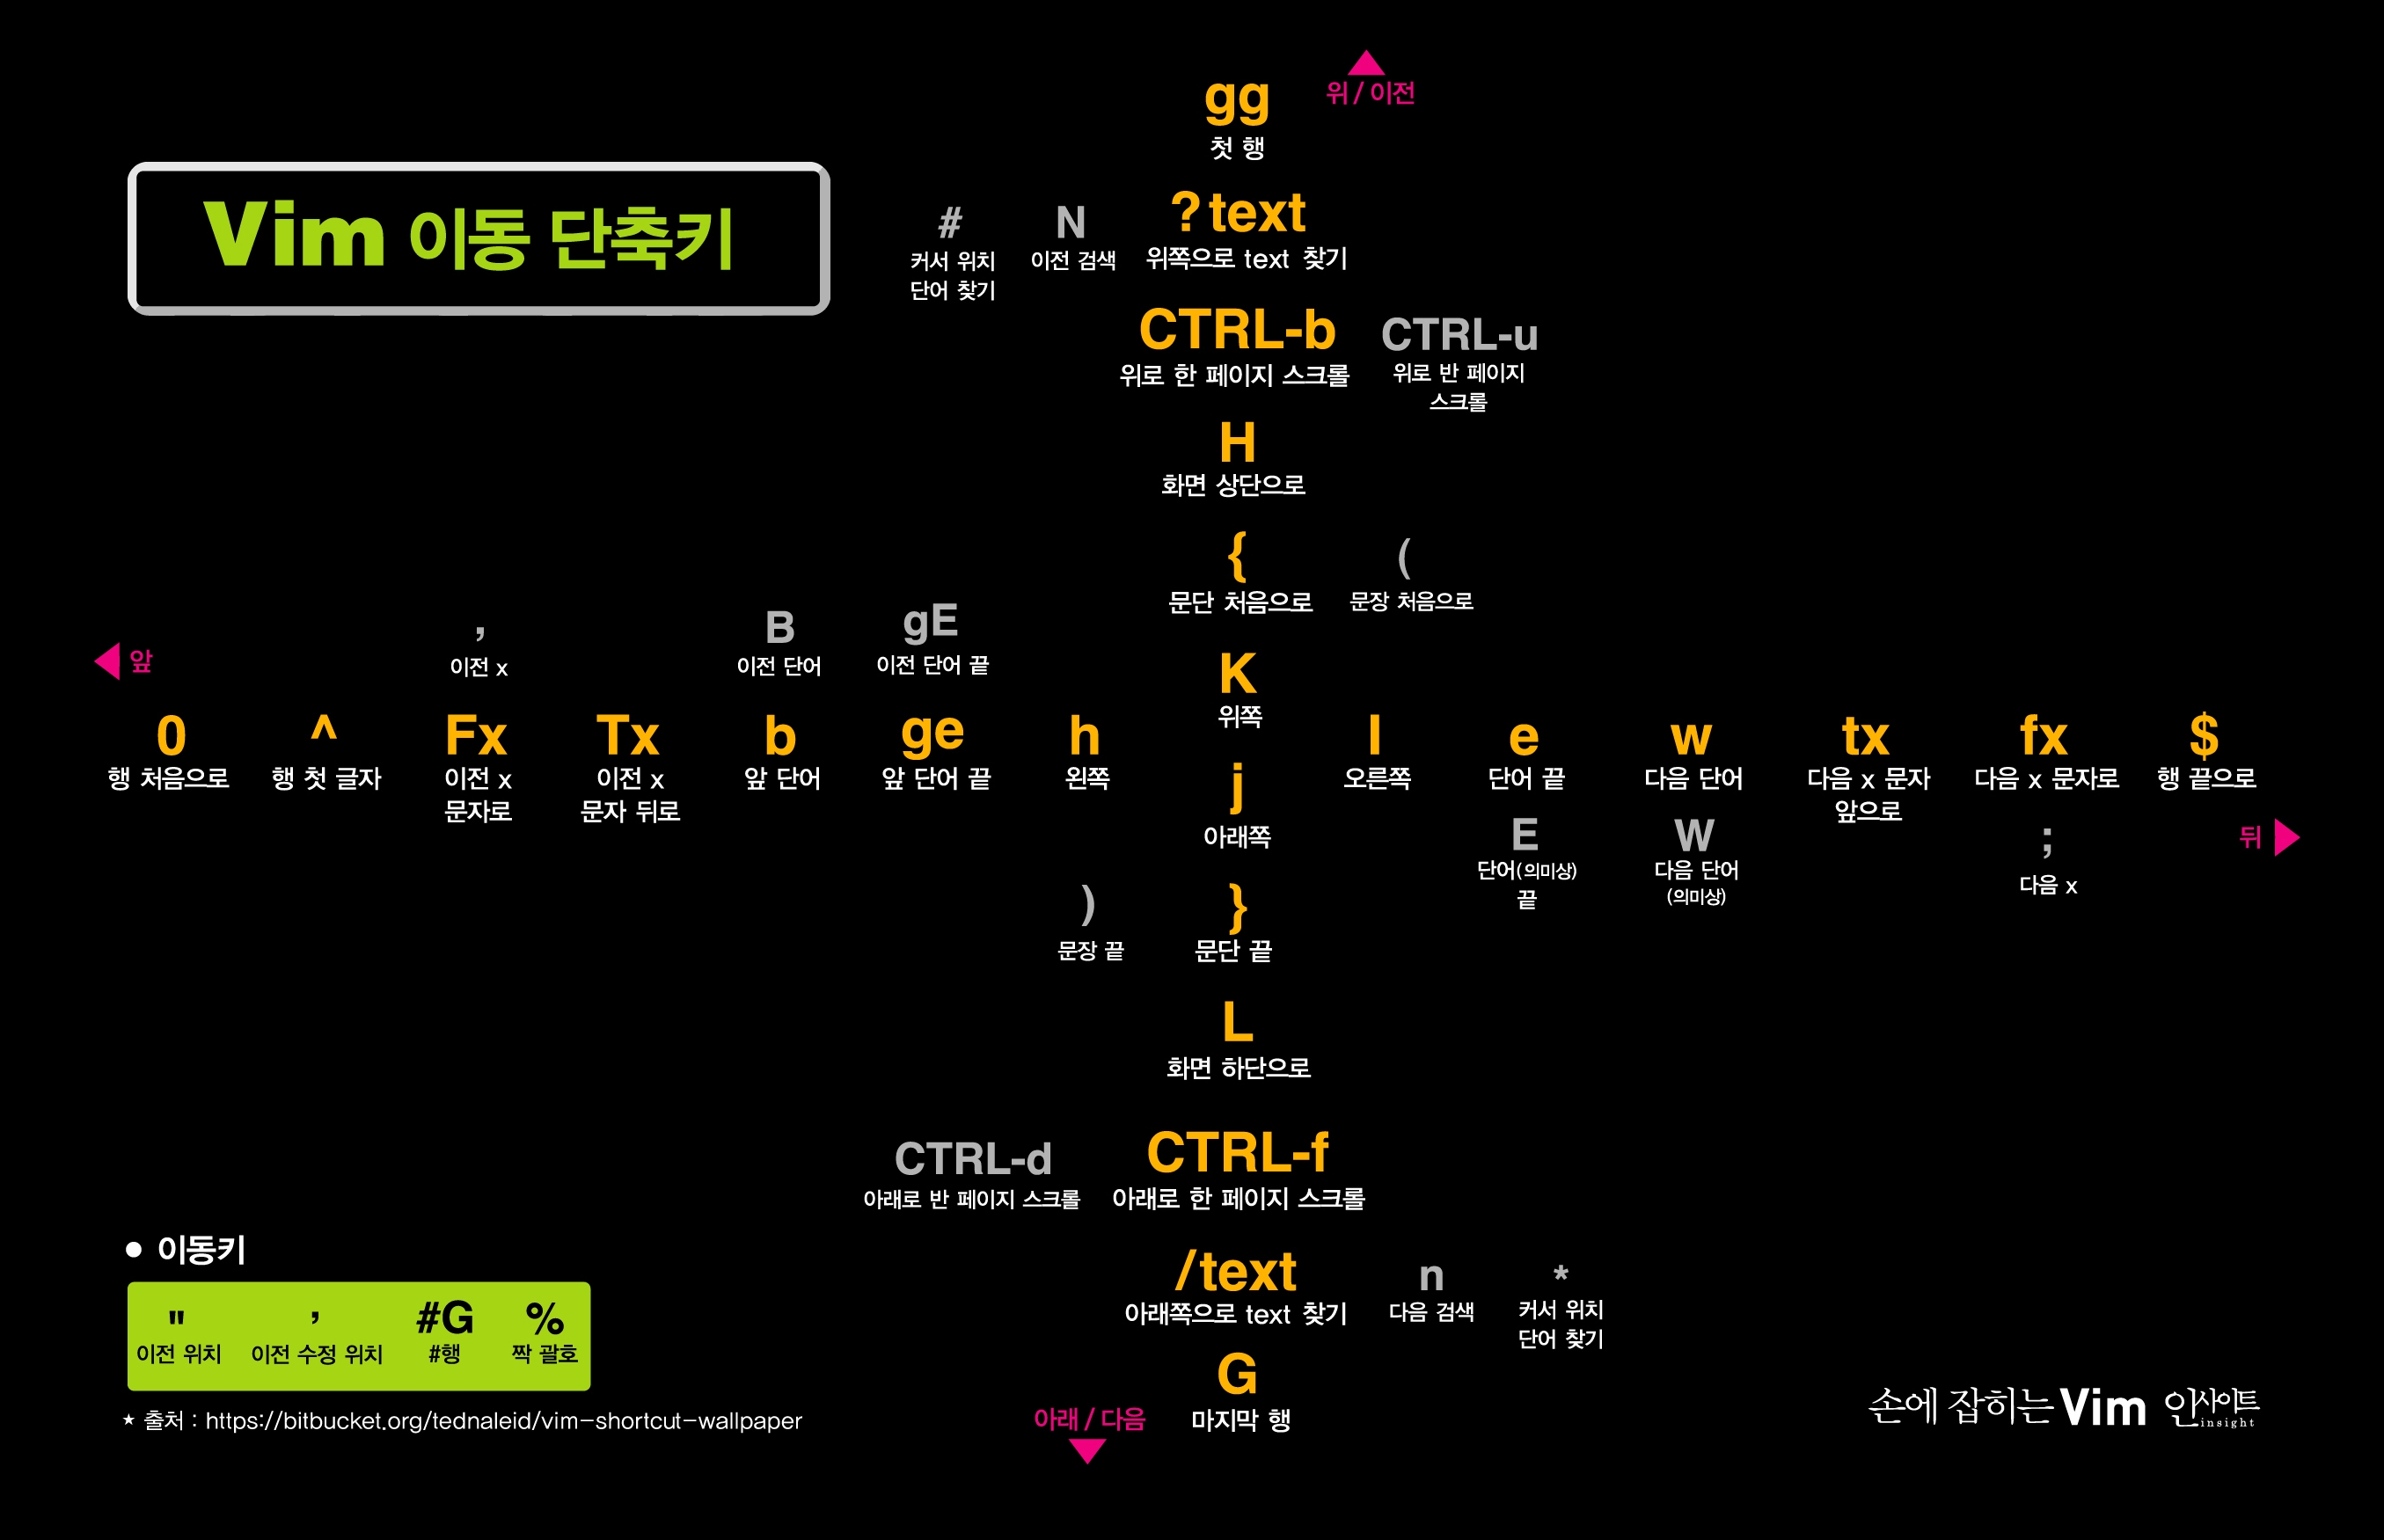 위 / 이전
gg
첫 행
Vim 이동 단축키
#
커서 위치
단어 찾기
N
이전 검색
?text
위쪽으로 text 찾기
CTRL-b
위로 한 페이지 스크롤
CTRL-u
위로 반 페이지
스크롤
H
화면 상단으로
{
문단 처음으로
(
문장 처음으로
앞
,
이전 x
B
이전 단어
gE
이전 단어 끝
K
위쪽
0
행 처음으로
^
행 첫 글자
Fx
이전 x
문자로
Tx
이전 x
문자 뒤로
b
앞 단어
ge
앞 단어 끝
h
왼쪽
j
아래쪽
l
오른쪽
e
단어 끝
w
다음 단어
tx
다음 x 문자
앞으로
fx
다음 x 문자로
$
행 끝으로
E
단어(의미상)
끝
W
다음 단어
(의미상)
;
다음 x
뒤
)
문장 끝
}
문단 끝
L
화면 하단으로
CTRL-d
아래로 반 페이지 스크롤
CTRL-f
아래로 한 페이지 스크롤
/text
아래쪽으로 text 찾기
n
다음 검색
*
커서 위치
단어 찾기
G
마지막 행
아래 / 다음
● 이동키
"
이전 위치
,
이전 수정 위치
#G
#행
%
짝 괄호
★ 출처 : https://bitbucket.org/tednaleid/vim-shortcut-wallpaper
손에 잡히는 Vim 인사이트
insight